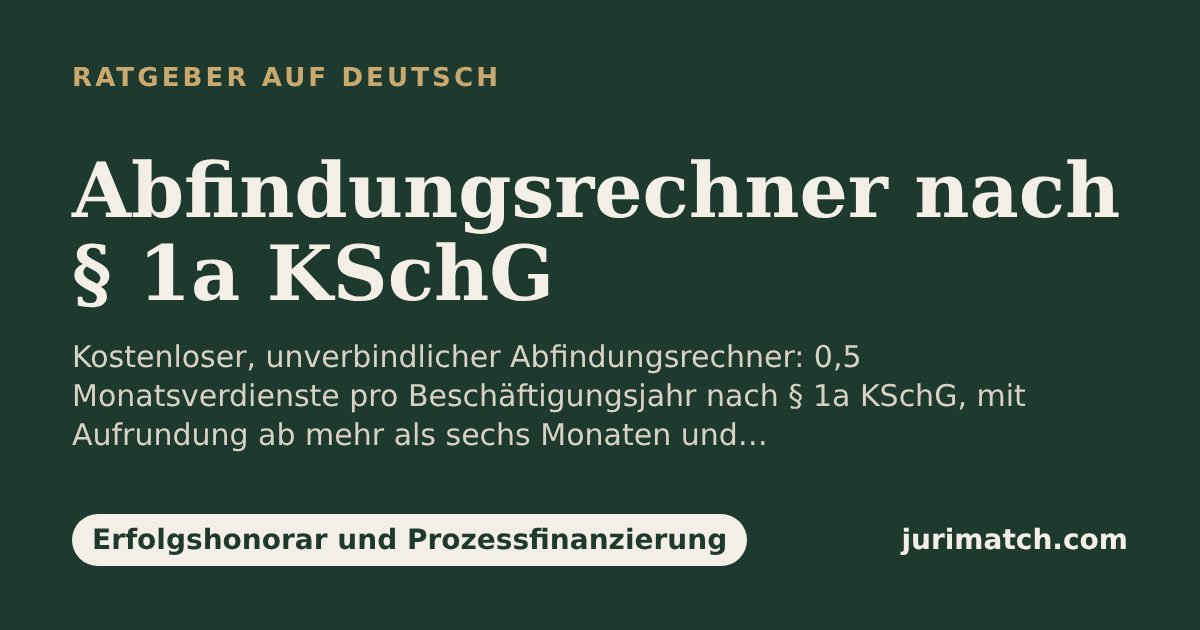 RATGEBER AUF DEUTSCH
Abfindungsrechner nach
§ 1a KSchG
Kostenloser, unverbindlicher Abfindungsrechner: 0,5
Monatsverdienste pro Beschäftigungsjahr nach § 1a KSchG, mit
Aufrundung ab mehr als sechs Monaten und…
Erfolgshonorar und Prozessfinanzierung
jurimatch.com